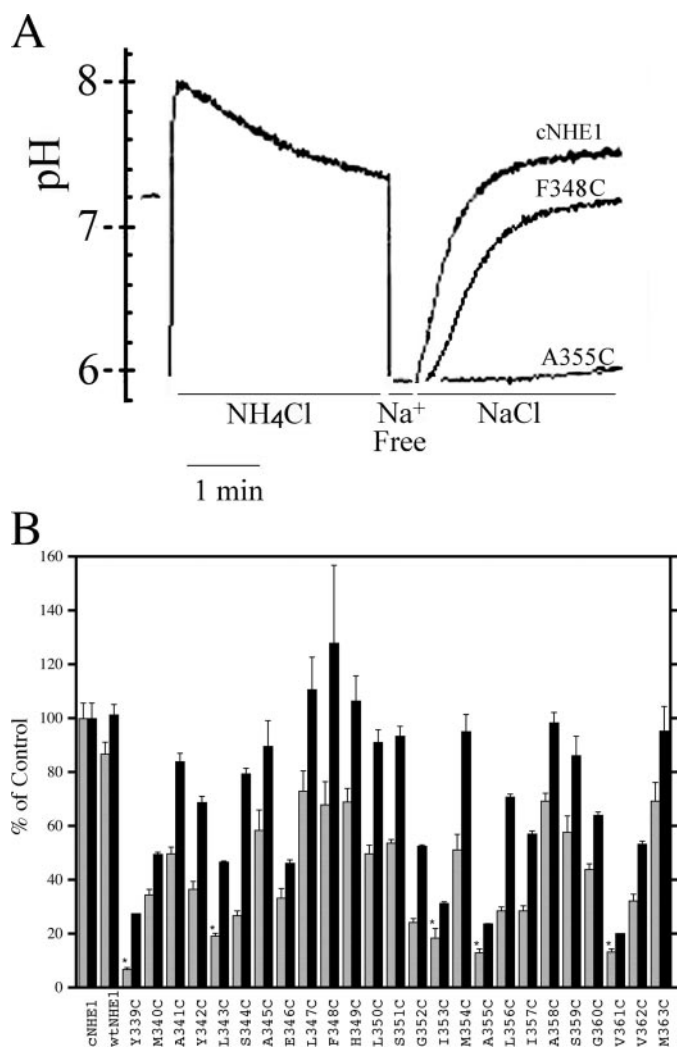 A
pH
8
7
6
cNHE1
F348C
A355C
NH4Cl
Na+
Free
NaCl
1 min
B
% of Control
160
140
120
100
80
60
40
20
0
*
*
*
*
*
cNHE1
wtNHE1
Y339C
M340C
A341C
Y342C
L343C
S344C
A345C
E346C
L347C
F348C
H349C
L350C
S351C
G352C
I353C
M354C
A355C
L356C
I357C
A358C
S359C
G360C
V361C
V362C
M363C